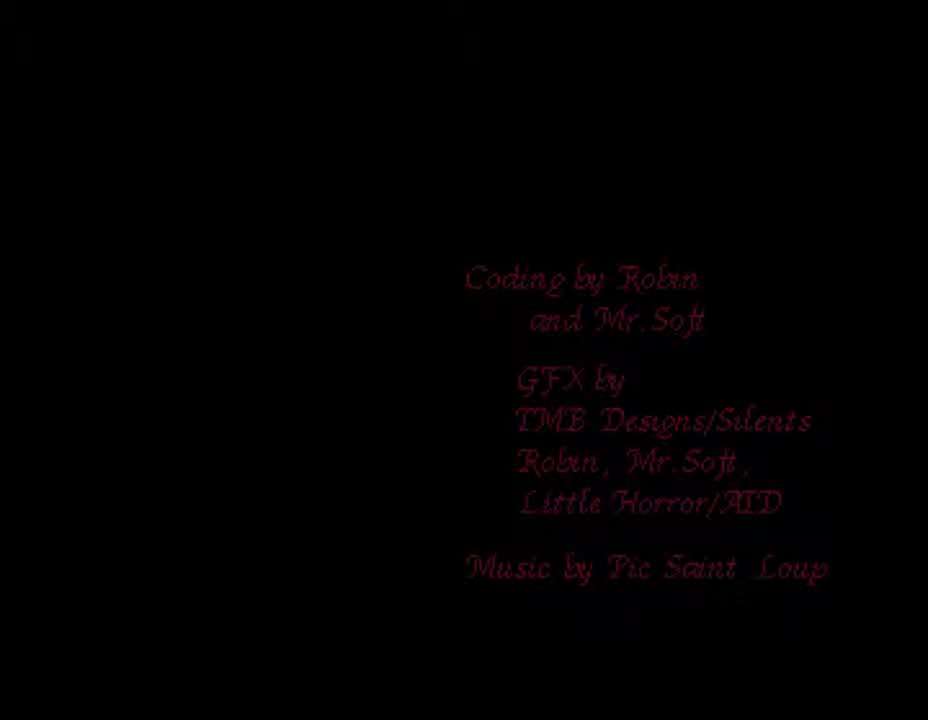 Coding by Robin
and Mr.Soft
GFX by
TMB Designs/Silents
Robin, Mr.Soft,
Little Horror/AID
Music by Pic Saint Loup